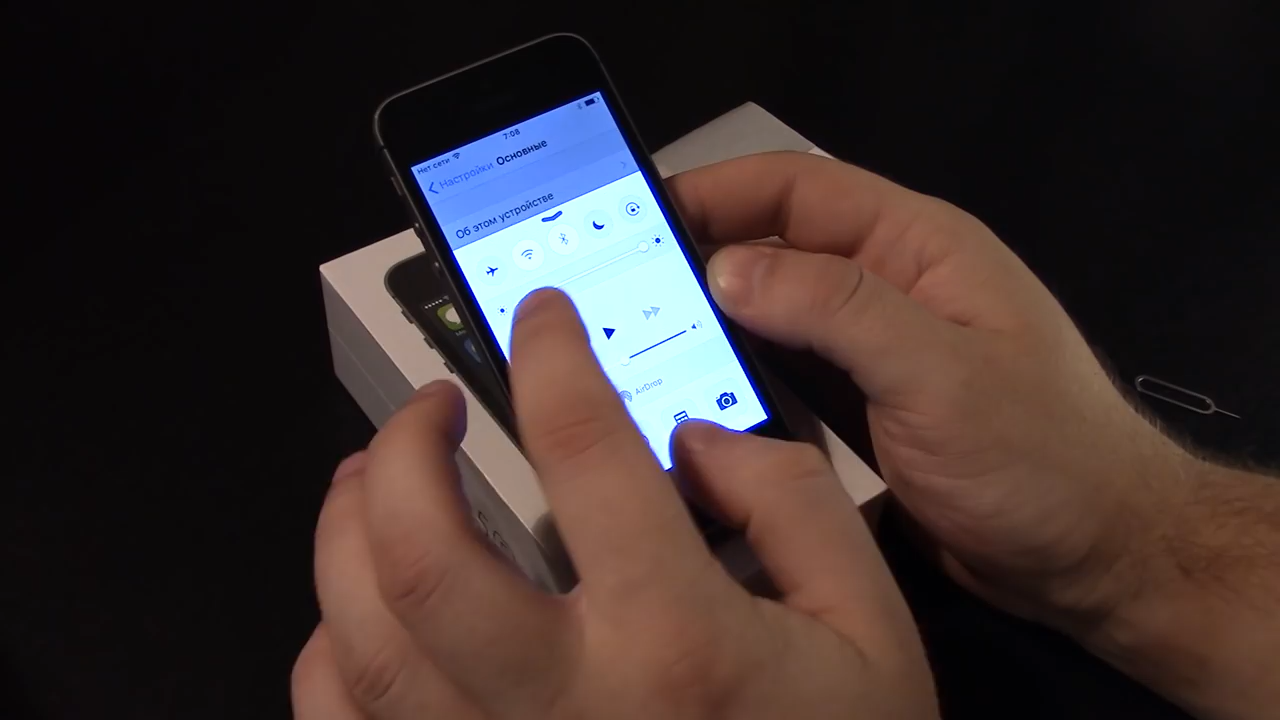 Нет сети 7:08
Настройки Основные
Об этом устройстве
AirDrop